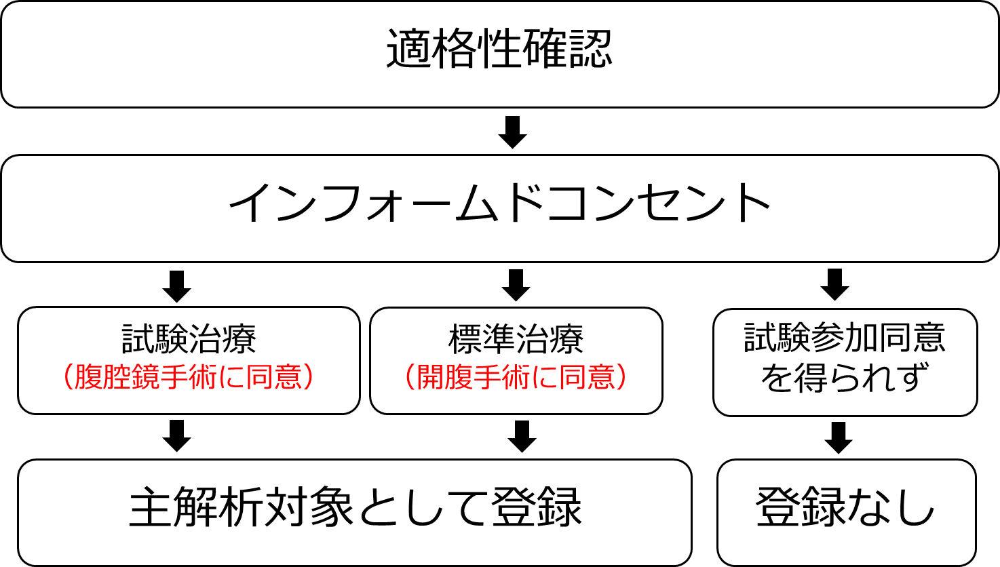 適格性確認
インフォームドコンセント
試験治療
（腹腔鏡手術に同意）
標準治療
（開腹手術に同意）
試験参加同意
を得られず
主解析対象として登録
登録なし